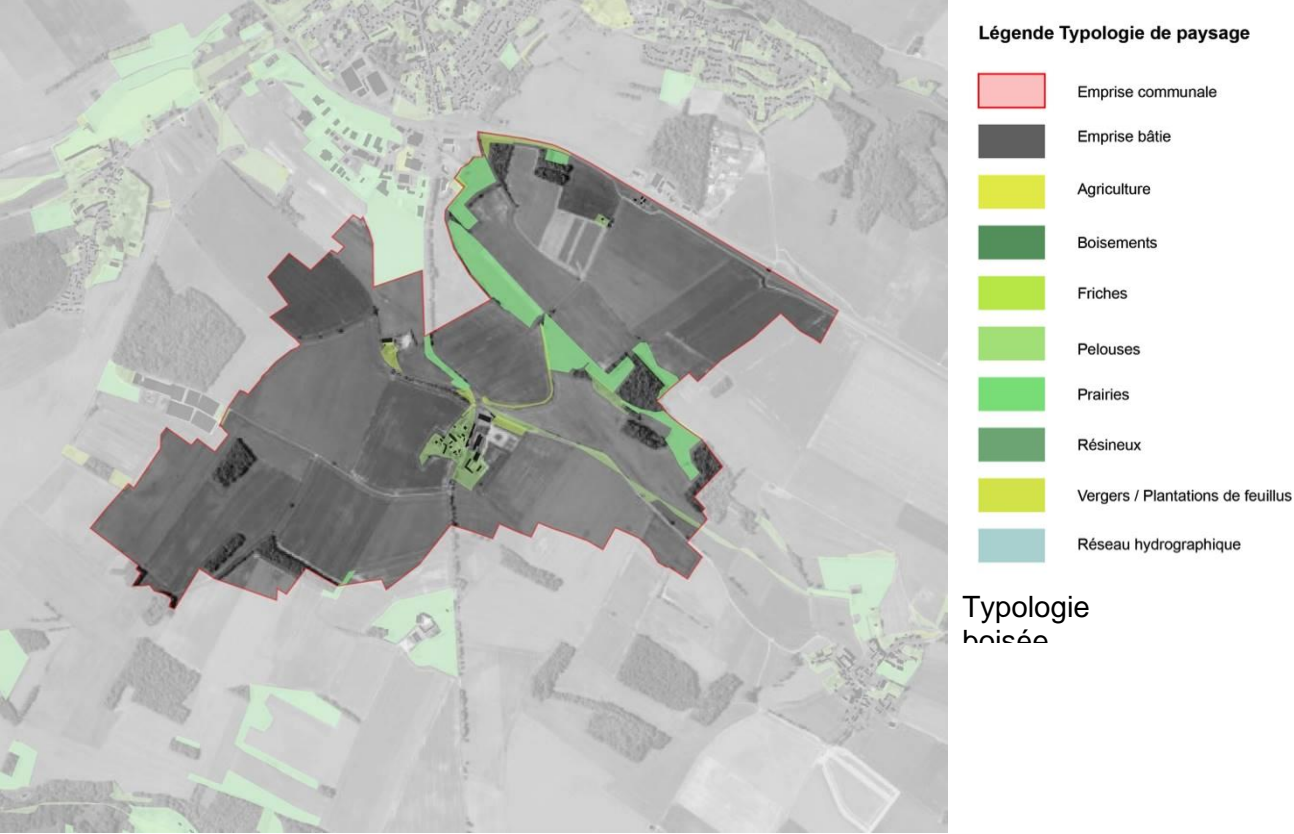 Légende Typologie de paysage
Emprise communale
Emprise bâtie
Agriculture
Boisements
Friches
Pelouses
Prairies
Résineux
Vergers / Plantations de feuillus
Réseau hydrographique
Typologie
boisée